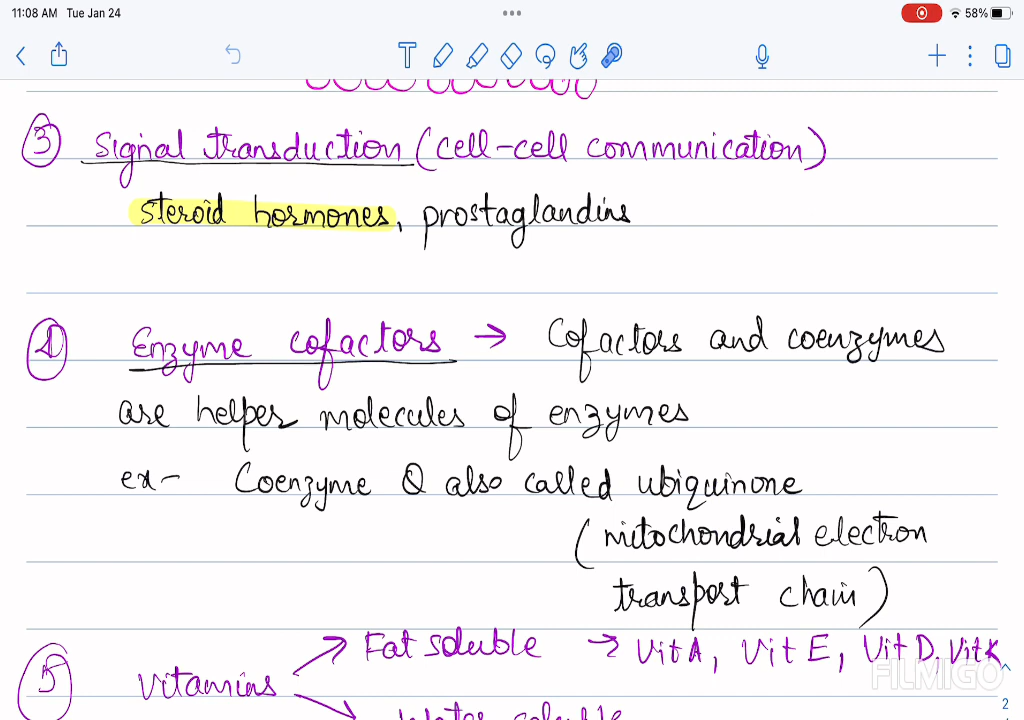 11:08 AM Tue Jan 24
58%
T
3 Signal transduction (cell-cell communication)
steroid hormones, prostaglandins
4 Enzyme cofactors → Cofactors and coenzymes
are helper molecules of enzymes
ex- Coenzyme Q also called ubiquinone
(mitochondrial electron
transport chain)
Fat soluble → Vit A, Vit E, Vit D, Vit K
5 Vitamins
Water soluble
FILMIGO
2